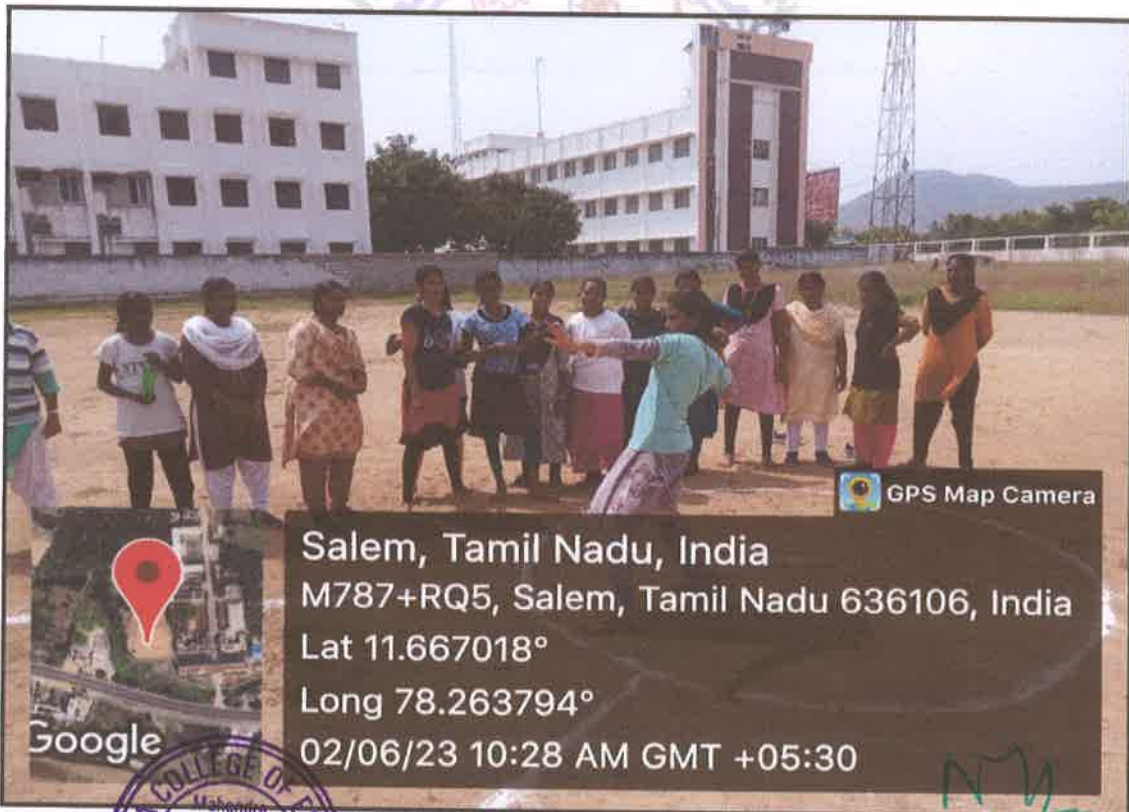 GPS Map Camera
Salem, Tamil Nadu, India
M787+RQ5, Salem, Tamil Nadu 636106, India
Lat 11.667018°
Long 78.263794°
02/06/23 10:28 AM GMT +05:30
Google
COLLEGE OF
Mahendra